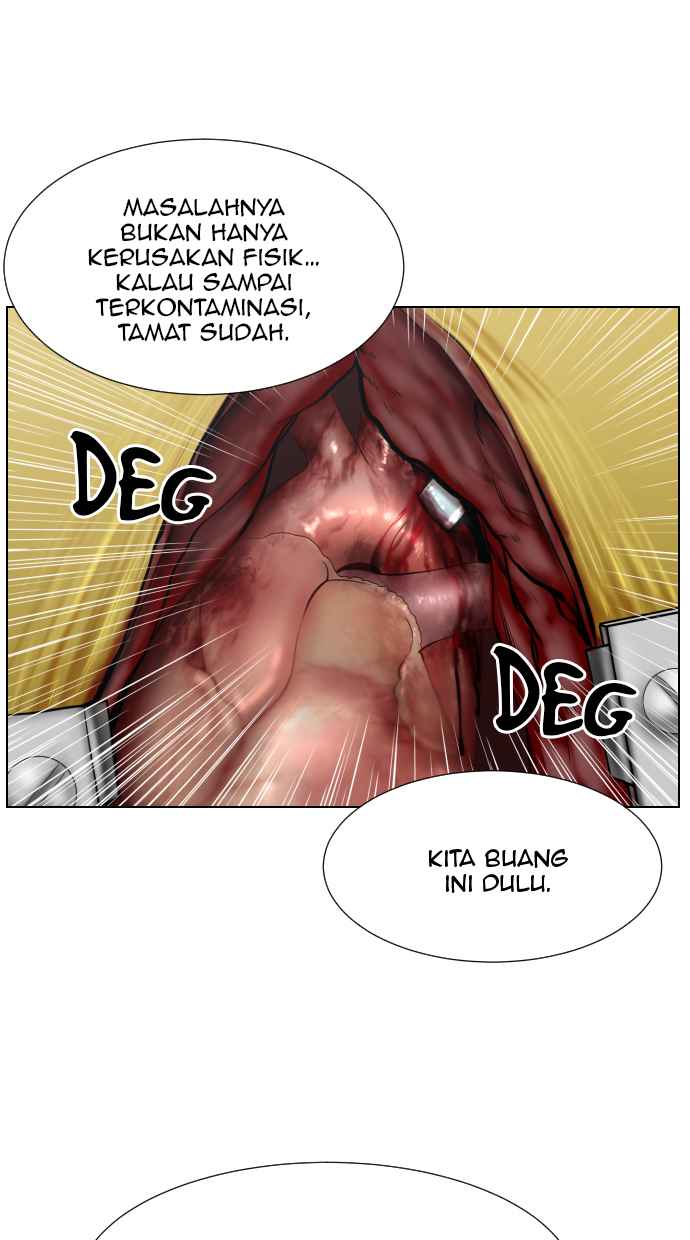 MASALAHNYA
BUKAN HANYA
KERUSAKAN FISIK...
KALAU SAMPAI
TERKONTAMINASI,
TAMAT SUDAH.
DEG
DEG
KITA BUANG
INI DULU.